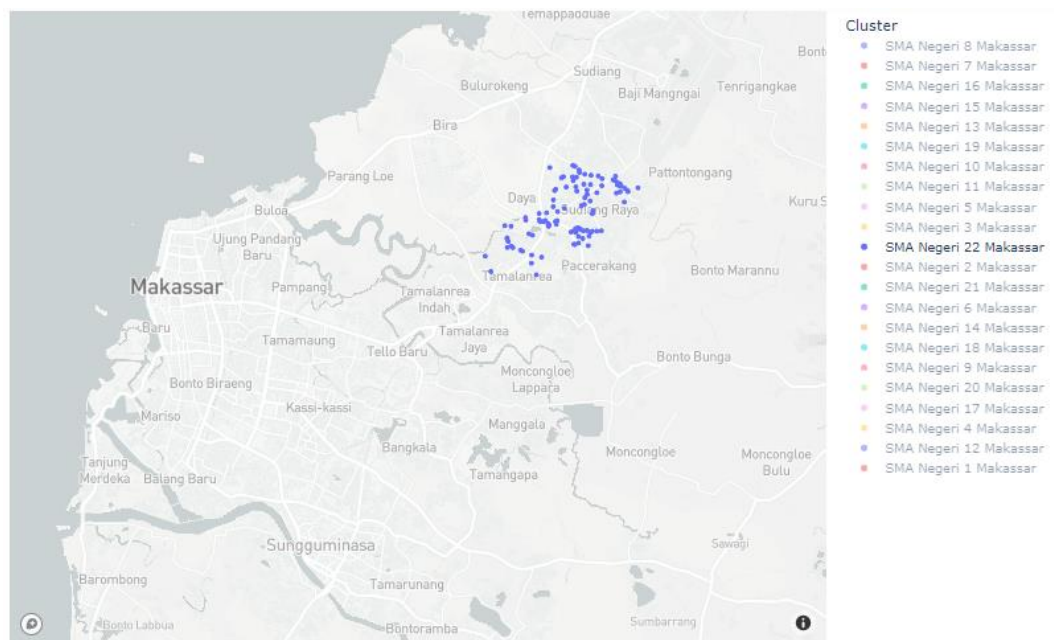 Temappadduae
Bont
Sudiang
Bulurokeng
Baji Mangngai
Tenrigangkae
Bira
Parang Loe
Pattontongang
Daya
Kuru S
Buloa
Sudiang Raya
Ujung Pandang
Baru
Paccerakang
Bonto Marannu
Tamalanrea
Makassar
Pampang
Tamalanrea
Indah
Baru
Tamalanrea
Jaya
Tamamaung
Tello Baru
Bonto Bunga
Moncongloe
Lappara
Bonto Biraeng
Kassi-kassi
Mariso
Manggala
Bangkala
Moncongloe
Moncongloe
Bulu
Tanjung
Merdeka
Balang Baru
Tamangapa
Sungguminasa
Sawagi
Barombong
Tamarunang
Bonto Labbua
Bontoramba
Sumbarrang
Cluster
SMA Negeri 8 Makassar
SMA Negeri 7 Makassar
SMA Negeri 16 Makassar
SMA Negeri 15 Makassar
SMA Negeri 13 Makassar
SMA Negeri 19 Makassar
SMA Negeri 10 Makassar
SMA Negeri 11 Makassar
SMA Negeri 5 Makassar
SMA Negeri 3 Makassar
SMA Negeri 22 Makassar
SMA Negeri 2 Makassar
SMA Negeri 21 Makassar
SMA Negeri 6 Makassar
SMA Negeri 14 Makassar
SMA Negeri 18 Makassar
SMA Negeri 9 Makassar
SMA Negeri 20 Makassar
SMA Negeri 17 Makassar
SMA Negeri 4 Makassar
SMA Negeri 12 Makassar
SMA Negeri 1 Makassar